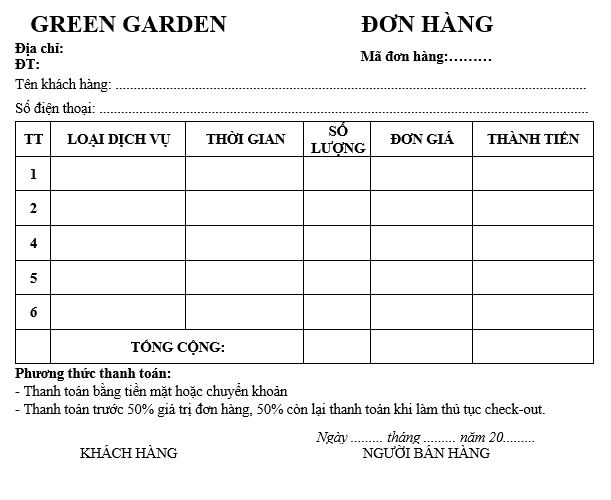 GREEN GARDEN ĐƠN HÀNG
Địa chỉ:
ĐT:
Mã đơn hàng:………
Tên khách hàng: ..................................................................................................................................
Số điện thoại: .......................................................................................................................................
TT LOẠI DỊCH VỤ THỜI GIAN SỐ LƯỢNG ĐƠN GIÁ THÀNH TIỀN
1
2
4
5
6
TỔNG CỘNG:
Phương thức thanh toán:
- Thanh toán bằng tiền mặt hoặc chuyển khoản
- Thanh toán trước 50% giá trị đơn hàng, 50% còn lại thanh toán khi làm thủ tục check-out.
Ngày ......... tháng ......... năm 20.........
KHÁCH HÀNG NGƯỜI BÁN HÀNG